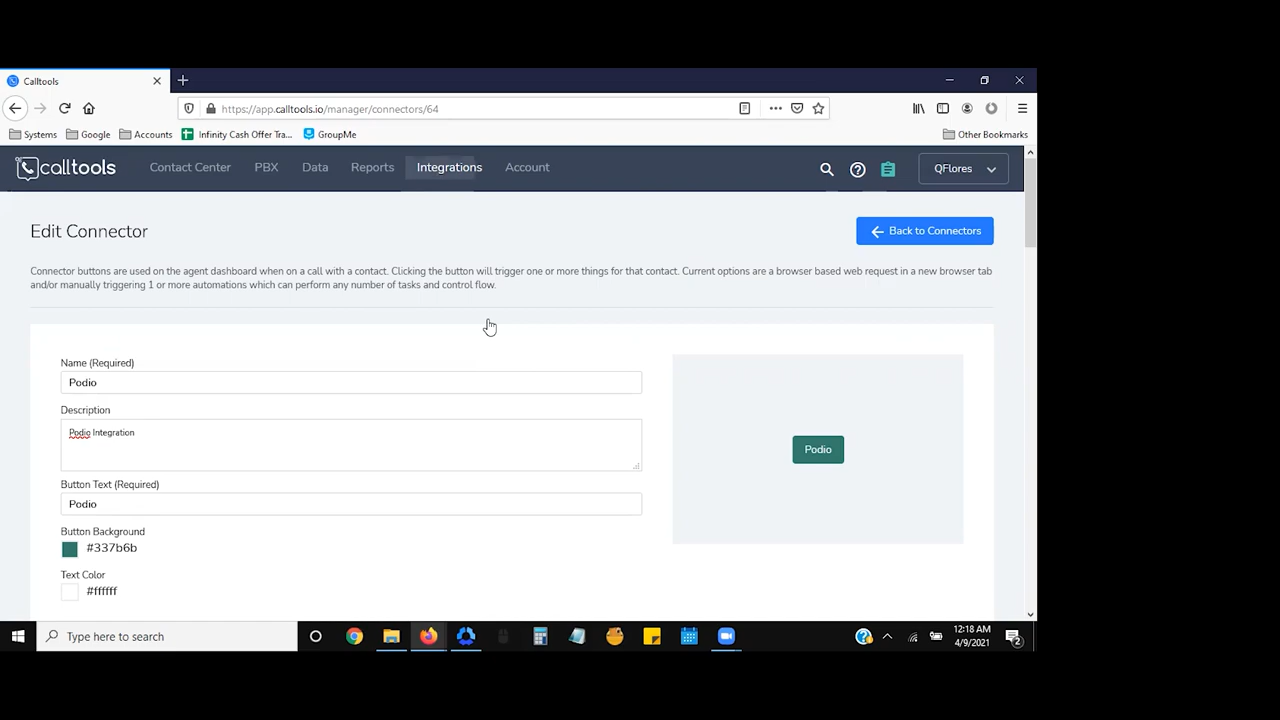 Calltools
https://app.calltools.io/manager/connectors/64
Systems Google Accounts Infinity Cash Offer Tra... GroupMe Other Bookmarks
calltools Contact Center PBX Data Reports Integrations Account QFlores
Edit Connector
Back to Connectors
Connector buttons are used on the agent dashboard when on a call with a contact. Clicking the button will trigger one or more things for that contact. Current options are a browser based web request in a new browser tab
and/or manually triggering 1 or more automations which can perform any number of tasks and control flow.
Name (Required)
Podio
Description
Podio Integration
Button Text (Required)
Podio
Button Background
#337b6b
Text Color
#ffffff
Podio
Type here to search
12:18 AM
4/9/2021
2